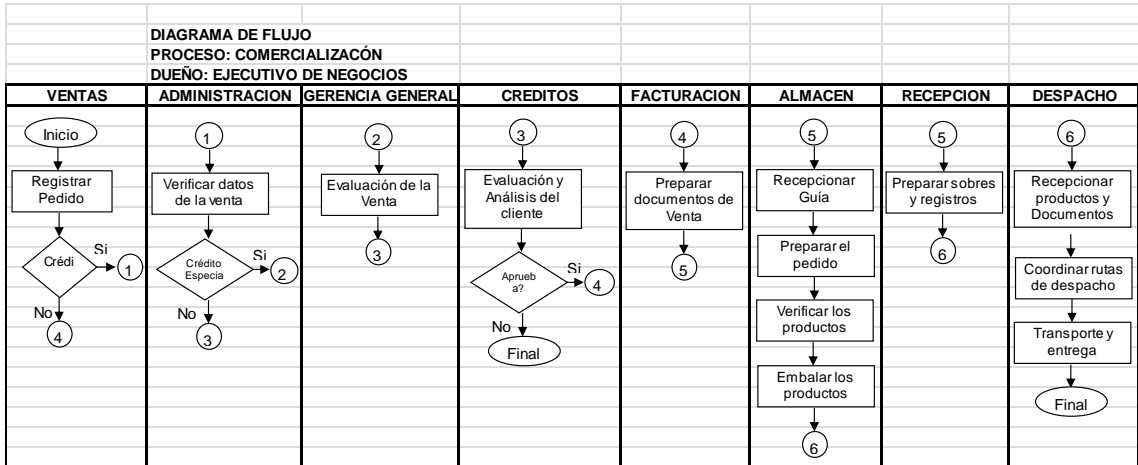 DIAGRAMA DE FLUJO
PROCESO: COMERCIALIZACÓN
DUEÑO: EJECUTIVO DE NEGOCIOS
VENTAS
Inicio
Registrar
Pedido
Crédi
Si
1
No
4
ADMINISTRACION
1
Verificar datos
de la venta
Crédito
Especia
Si
2
No
3
GERENCIA GENERAL
2
Evaluación de la
Venta
3
CREDITOS
3
Evaluación y
Análisis del
cliente
Aprueb
a?
Si
4
No
Final
FACTURACION
4
Preparar
documentos de
Venta
5
ALMACEN
5
Recepcionar
Guía
Preparar el
pedido
Verificar los
productos
Embalar los
productos
6
RECEPCION
5
Preparar sobres
y registros
6
DESPACHO
6
Recepcionar
productos y
Documentos
Coordinar rutas
de despacho
Transporte y
entrega
Final